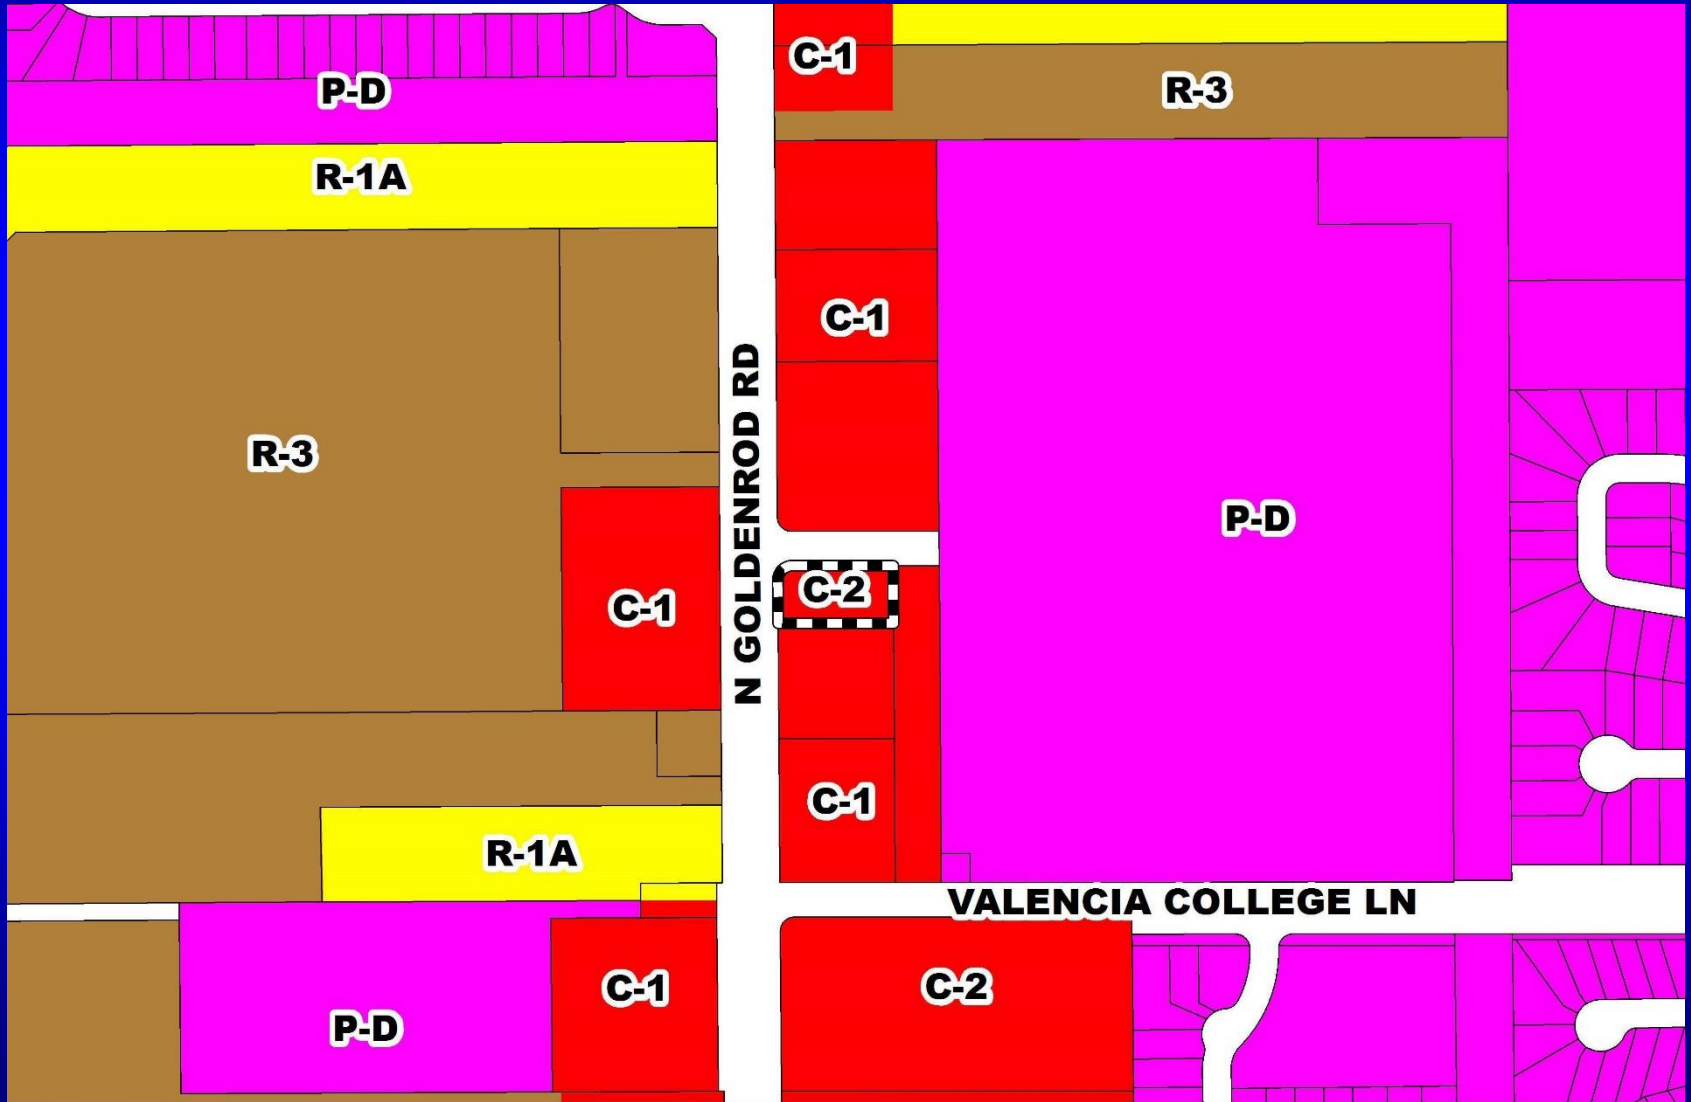 C-1
P-D
R-3
R-1A
C-1
N GOLDENROD RD
R-3
P-D
C-2
C-1
C-1
R-1A
VALENCIA COLLEGE LN
C-1
C-2
P-D